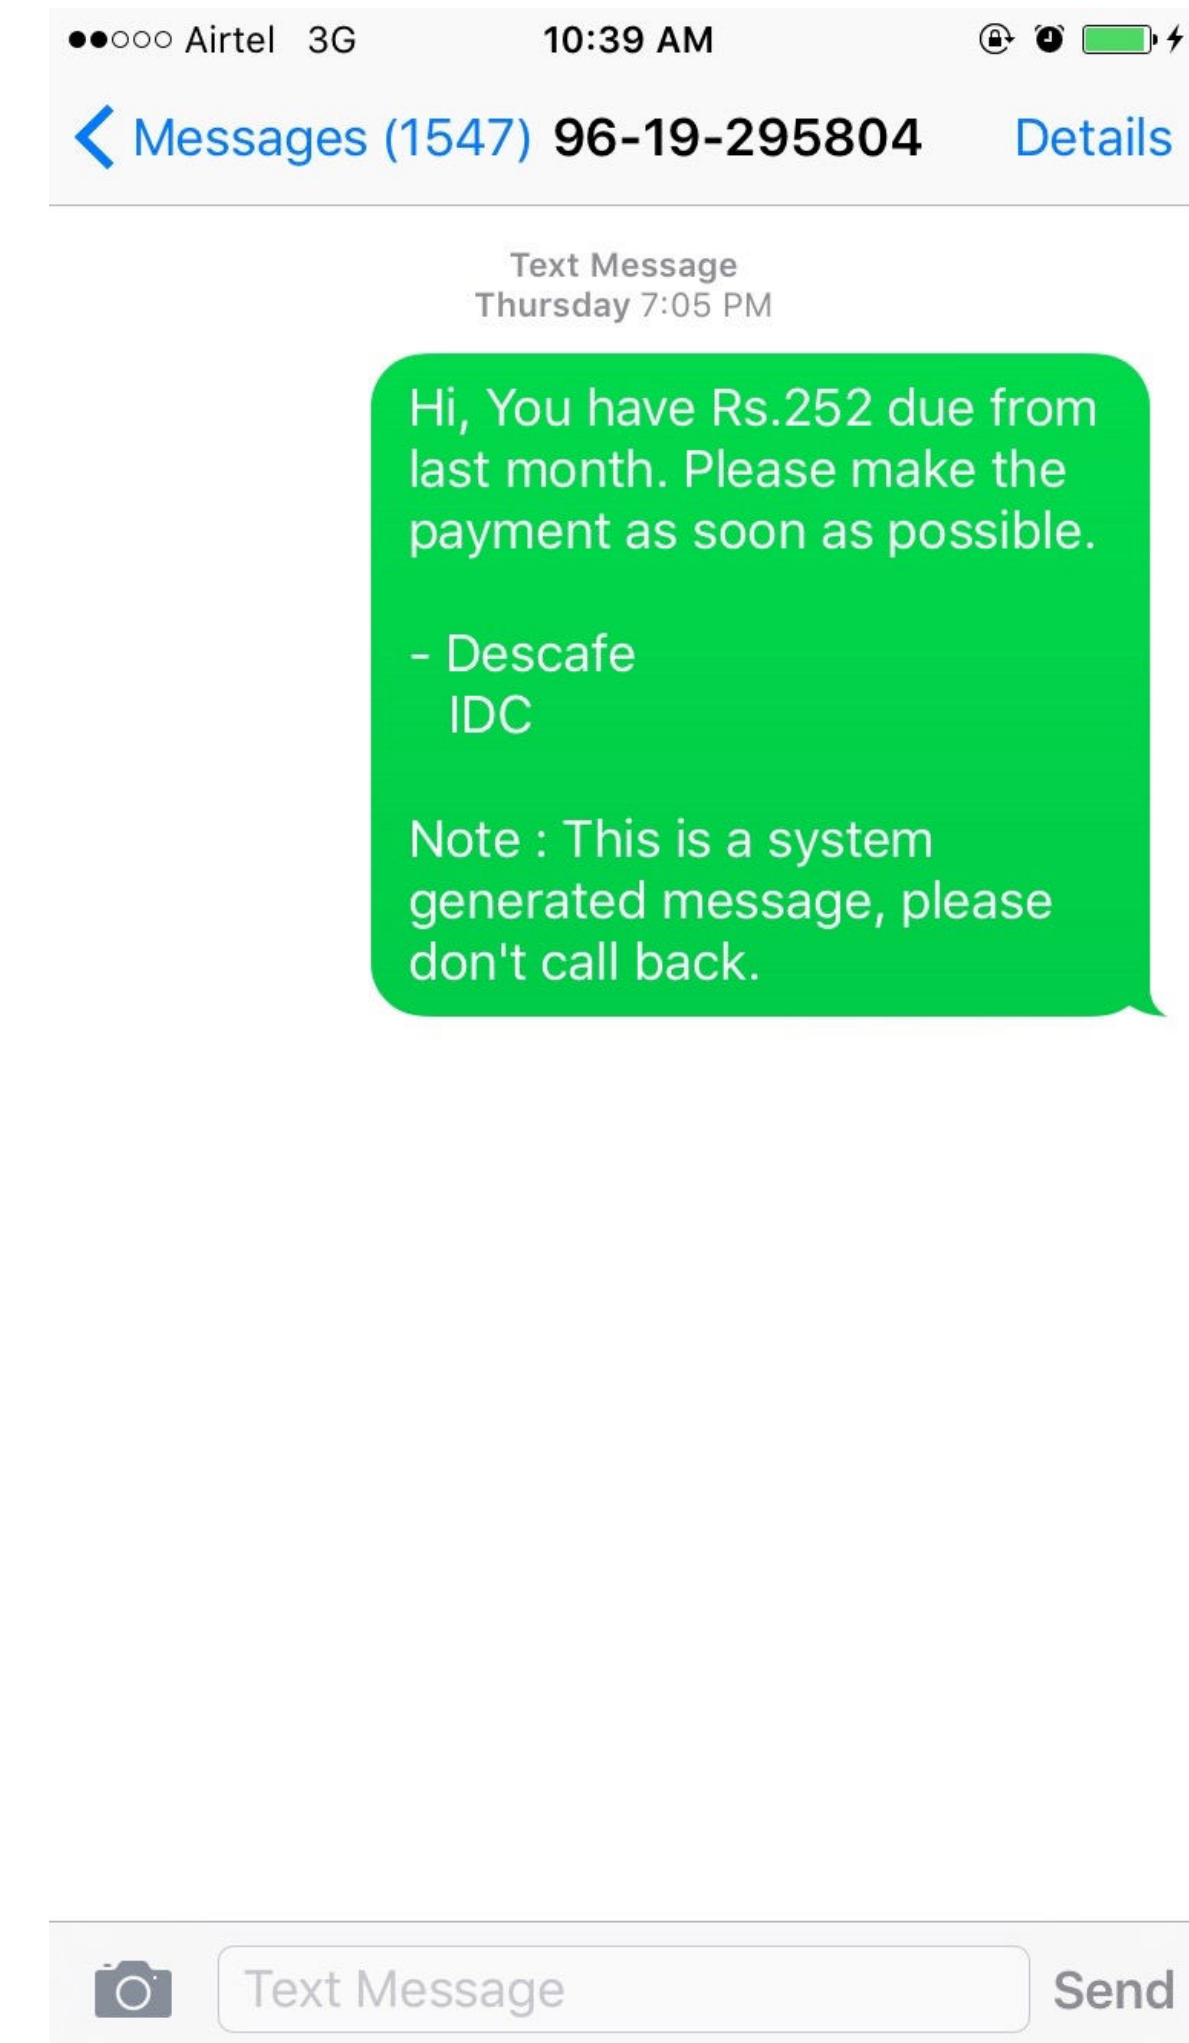 Airtel 3G 10:39 AM
Messages (1547) 96-19-295804 Details
Text Message
Thursday 7:05 PM
Hi, You have Rs.252 due from
last month. Please make the
payment as soon as possible.
- Descafe
IDC
Note : This is a system
generated message, please
don't call back.
Text Message Send